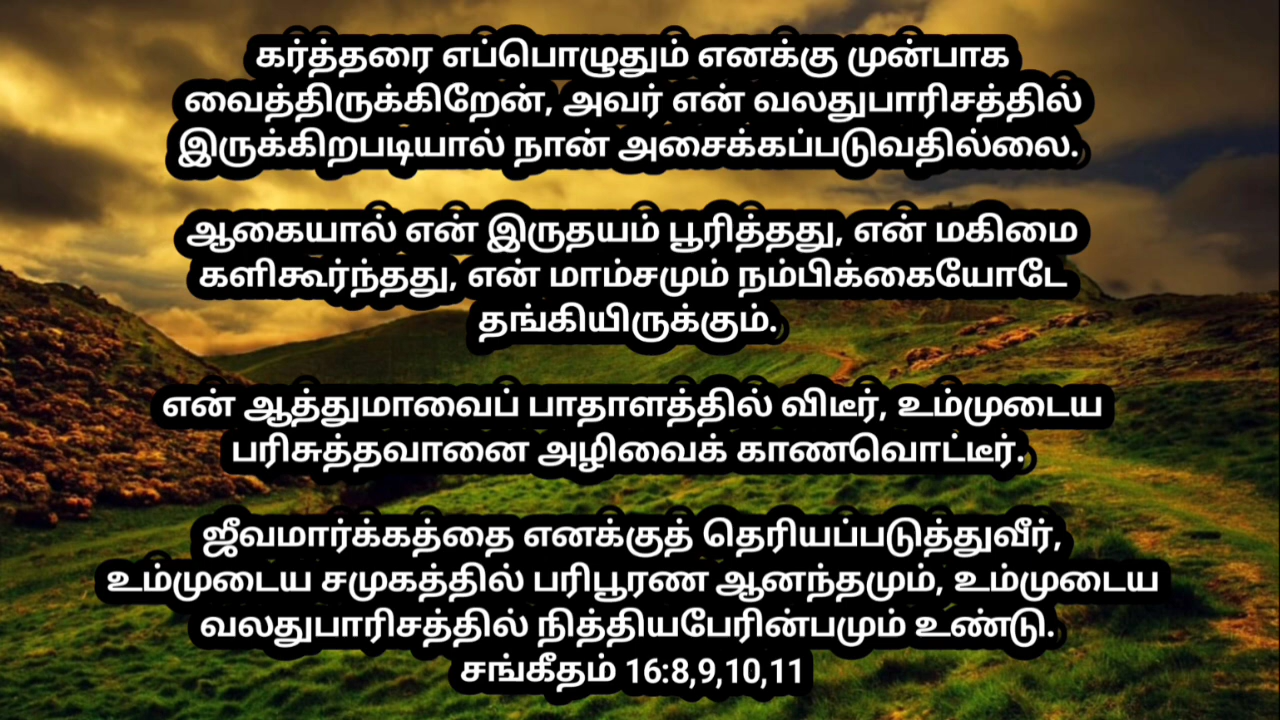 கர்த்தரை எப்பொழுதும் எனக்கு முன்பாக
வைத்திருக்கிறேன், அவர் என் வலதுபாரிசத்தில்
இருக்கிறபடியால் நான் அசைக்கப்படுவதில்லை.
ஆகையால் என் இருதயம் பூரித்தது, என் மகிமை
களிகூர்ந்தது, என் மாம்சமும் நம்பிக்கையோடே
தங்கியிருக்கும்.
என் ஆத்துமாவைப் பாதாளத்தில் விடீர், உம்முடைய
பரிசுத்தவானை அழிவைக் காணவொட்டீர்.
ஜீவமார்க்கத்தை எனக்குத் தெரியப்படுத்துவீர்,
உம்முடைய சமுகத்தில் பரிபூரண ஆனந்தமும், உம்முடைய
வலதுபாரிசத்தில் நித்தியபேரின்பமும் உண்டு.
சங்கீதம் 16:8,9,10,11